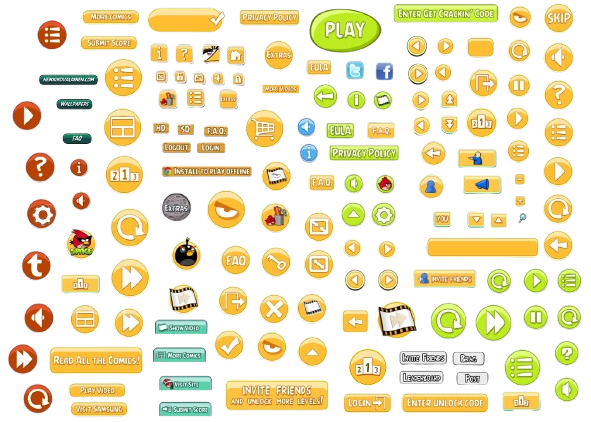 MORE COMICS
PRIVACY POLICY
ENTER GET CRACKIN' CODE
SKIP
SUBMIT SCORE
PLAY
EXTRAS
EULA
MORE VIDEOS
WALLPAPERS
FAQ
HD
SD
F.A.Q.
EULA
F.A.Q.
LOGOUT
LOGIN
PRIVACY POLICY
INSTALL TO PLAY OFFLINE
2 1 3
F.A.Q.
EXTRAS
FAQ
INVITE FRIENDS
SHOW VIDEO
MORE COMICS
READ ALL THE COMICS!
INVITE FRIENDS
LEADERBOARD
POST
VISIT SITE
PLAY VIDEO
VISIT SAMSUNG
SUBMIT SCORE
INVITE FRIENDS
AND UNLOCK MORE LEVELS!
LOGIN
ENTER UNLOCK CODE